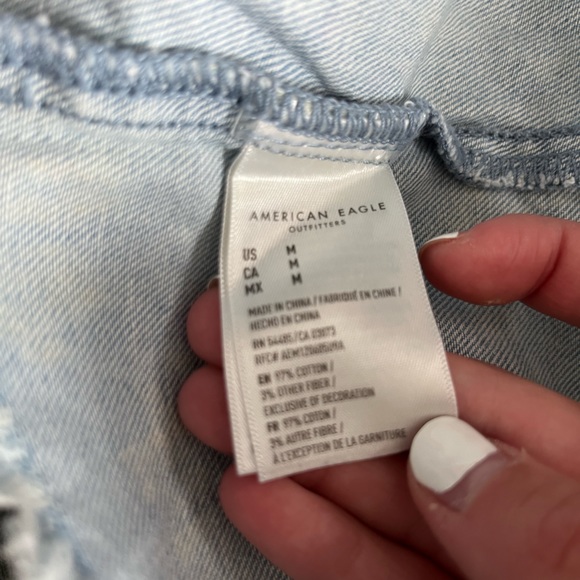 AMERICAN EAGLE
OUTFITTERS
US M
CA M
MX M
MADE IN CHINA / FABRIQUÉ EN CHINE /
HECHO EN CHINA
RN 54485 / CA 03073
RFC# AEM120605U9A
EN 97% COTTON /
3% OTHER FIBER /
EXCLUSIVE OF DECORATION
FR 97% COTON /
3% AUTRE FIBRE /
À L'EXCEPTION DE LA GARNITURE